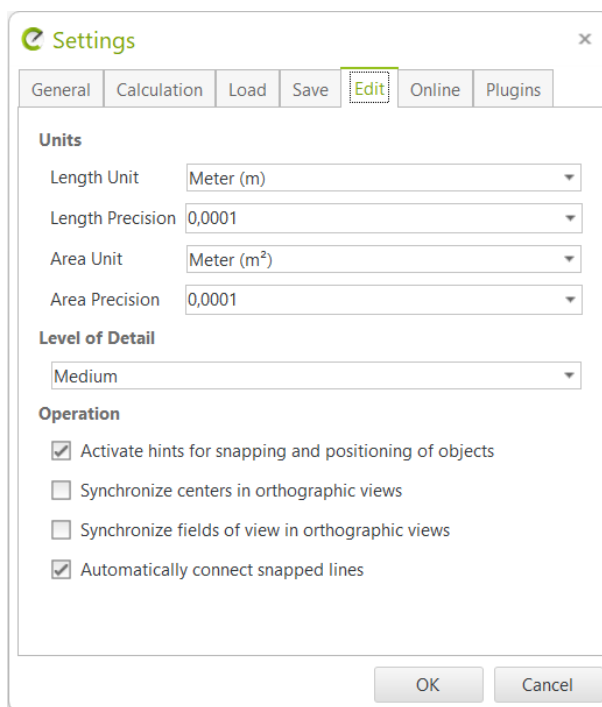 Settings
General Calculation Load Save Edit Online Plugins
Units
Length Unit Meter (m)
Length Precision 0,0001
Area Unit Meter (m²)
Area Precision 0,0001
Level of Detail
Medium
Operation
Activate hints for snapping and positioning of objects
Synchronize centers in orthographic views
Synchronize fields of view in orthographic views
Automatically connect snapped lines
OK Cancel